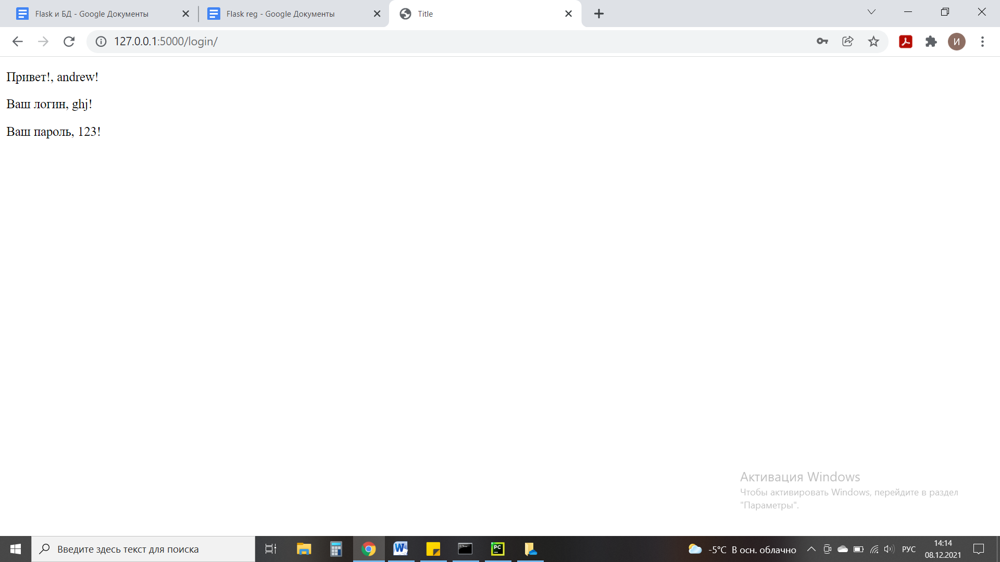 Flask и БД - Google Документы
Flask reg - Google Документы
Title
127.0.0.1:5000/login/
И
Привет!, andrew!
Ваш логин, ghj!
Ваш пароль, 123!
Активация Windows
Чтобы активировать Windows, перейдите в раздел
"Параметры".
Введите здесь текст для поиска
W
PC
-5°C В осн. облачно
РУС
14:14
08.12.2021